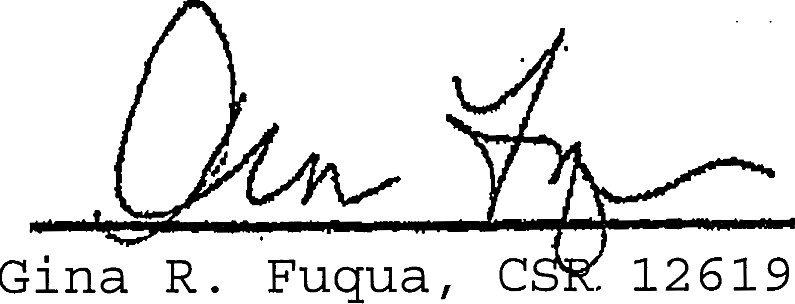 Gina R. Fuqua, CSR 12619